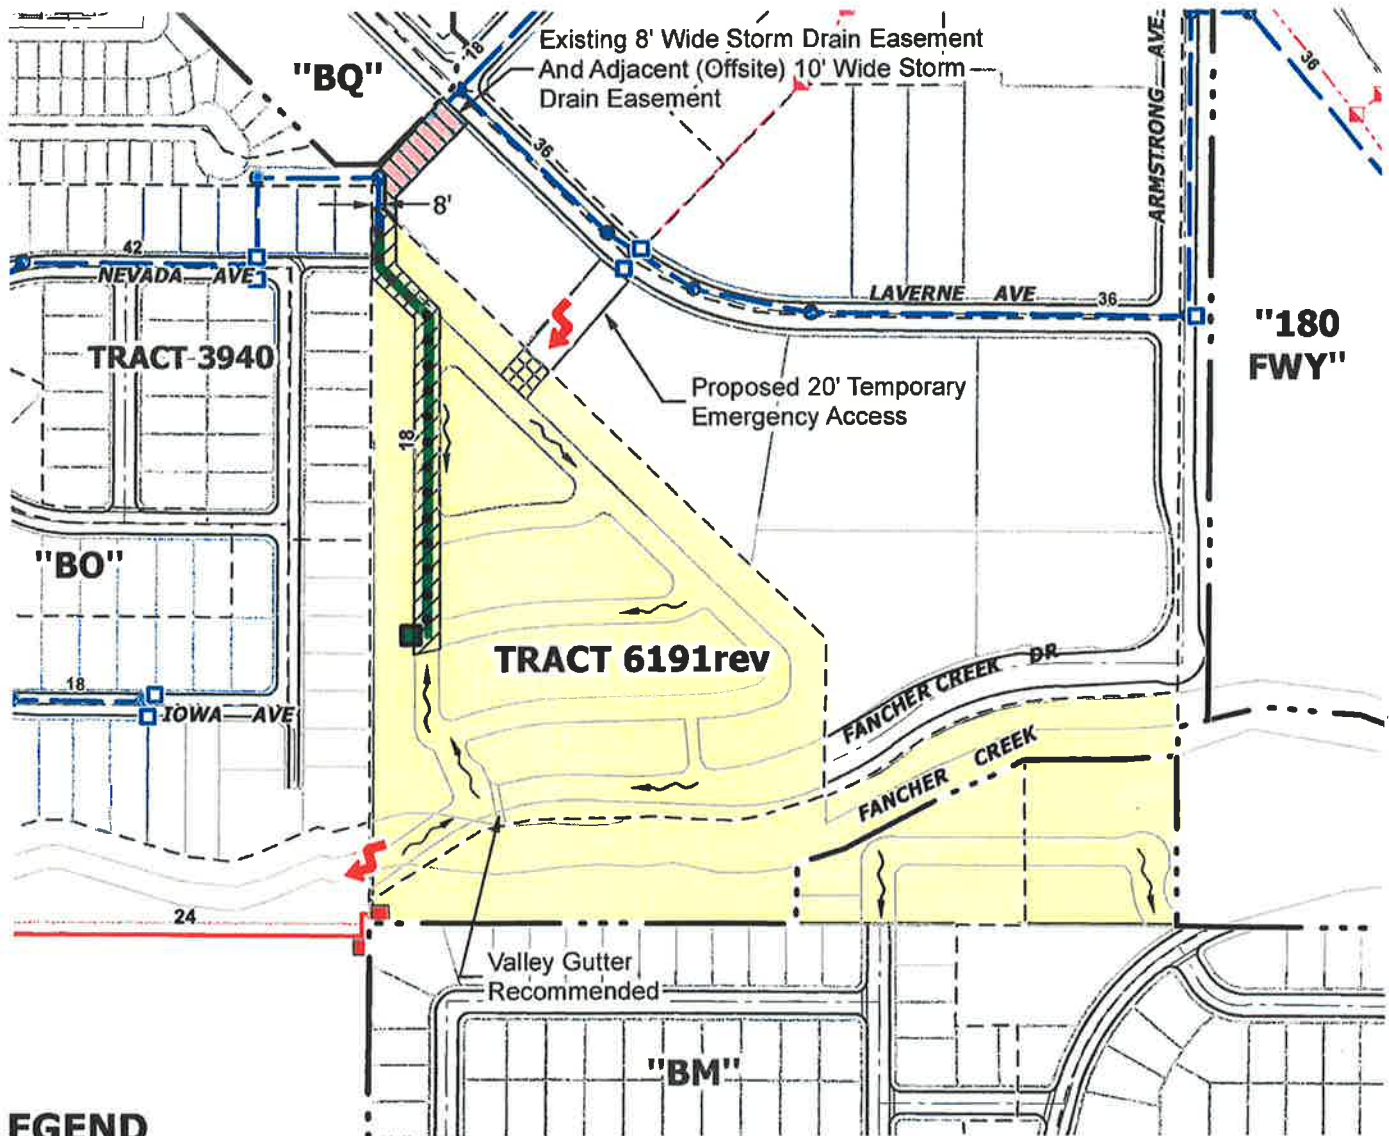 Existing 8' Wide Storm Drain Easement
And Adjacent (Offsite) 10' Wide Storm
Drain Easement
"BQ"
18
36
36
ARMSTRONG AVE
8'
42
NEVADA AVE
LAVERNE AVE
36
"180
FWY"
TRACT 3940
Proposed 20' Temporary
Emergency Access
18
"BO"
TRACT 6191rev
FANCHER CREEK DR
18
IOWA AVE
FANCHER CREEK
24
Valley Gutter
Recommended
"BM"
EGEND